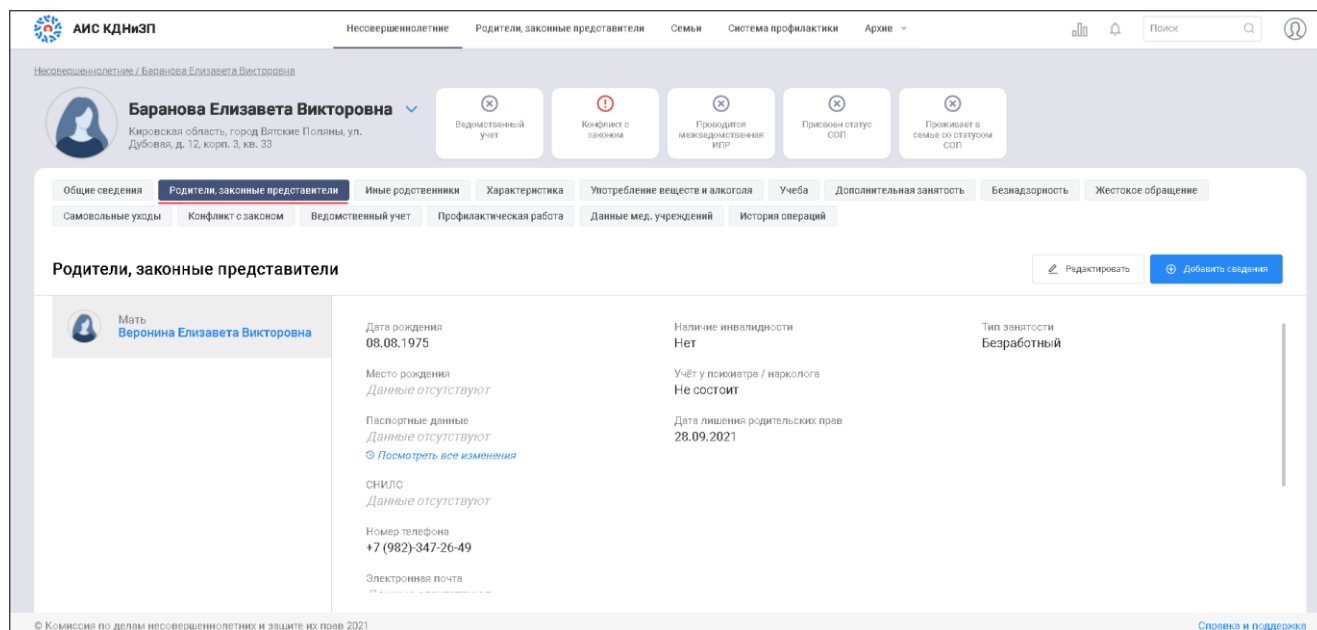 АИС КДНиЗП
Несовершеннолетние Родители, законные представители Семьи Система профилактики Архив Поиск
Несовершеннолетние / Баранова Елизавета Викторовна
Баранова Елизавета Викторовна
Кировская область, город Вятские Поляны, ул.
Дубовая, д. 12, корп. 3, кв. 33
Ведомственный
учет
Конфликт с
законом
Проводится
межведомственная
ИПР
Присвоен статус
СОП
Проживает в
семье со статусом
СОП
Общие сведения Родители, законные представители Иные родственники Характеристика Употребление веществ и алкоголя Учеба Дополнительная занятость Безнадзорность Жестокое обращение
Самовольные уходы Конфликт с законом Ведомственный учет Профилактическая работа Данные мед. учреждений История операций
Родители, законные представители
Редактировать Добавить сведения
Мать
Веронина Елизавета Викторовна
Дата рождения
08.08.1975
Место рождения
Данные отсутствуют
Паспортные данные
Данные отсутствуют
Посмотреть все изменения
СНИЛС
Данные отсутствуют
Номер телефона
+7 (982)-347-26-49
Электронная почта
Наличие инвалидности
Нет
Учёт у психиатра / нарколога
Не состоит
Дата лишения родительских прав
28.09.2021
Тип занятости
Безработный
© Комиссия по делам несовершеннолетних и защите их прав 2021
Справка и поддержка